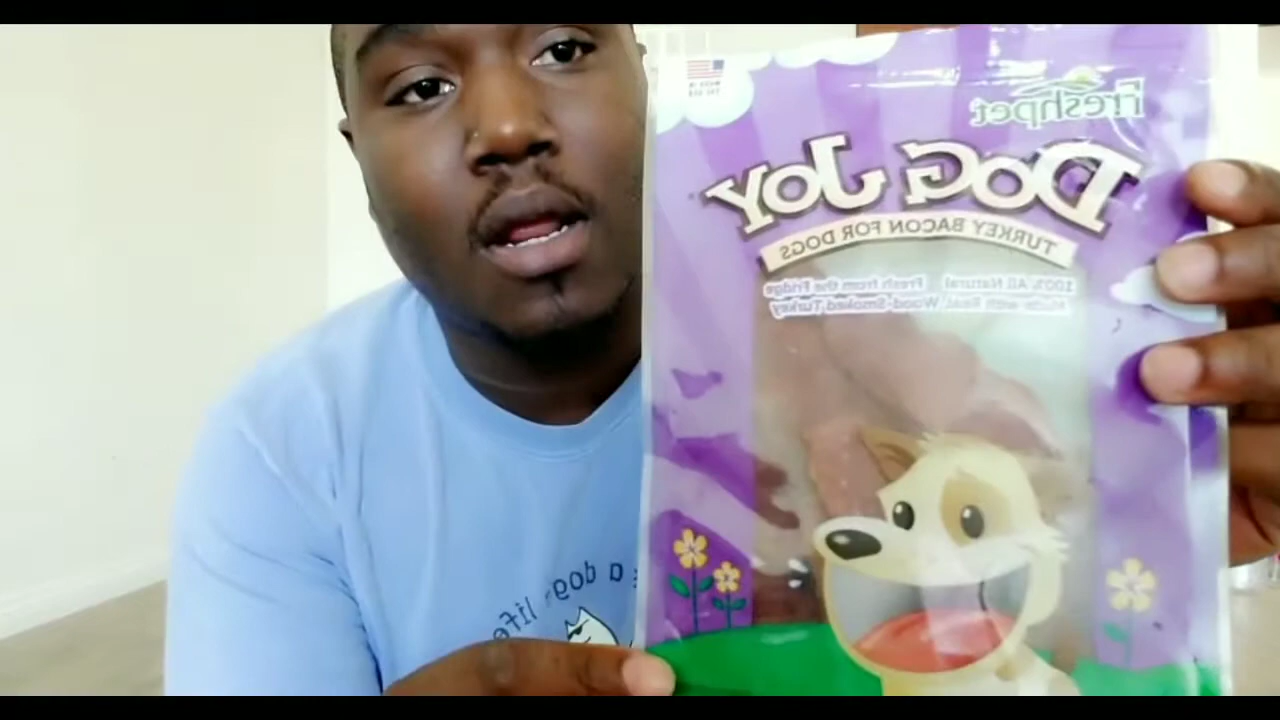 Freshpet
DOG JOY
TURKEY BACON FOR DOGS
100% All Natural Fresh from the Fridge
Made with Real, Wood-Smoked Turkey
a dog's life